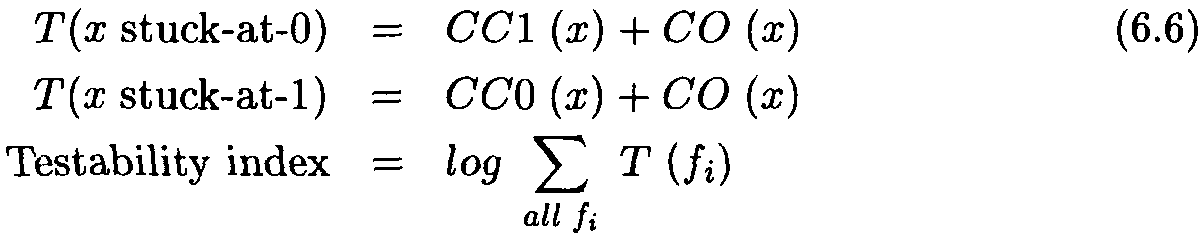 T(x stuck-at-0) = CC1 (x) + CO (x) (6.6)
T(x stuck-at-1) = CC0 (x) + CO (x)
Testability index = log ∑ T (f_i)
all f_i